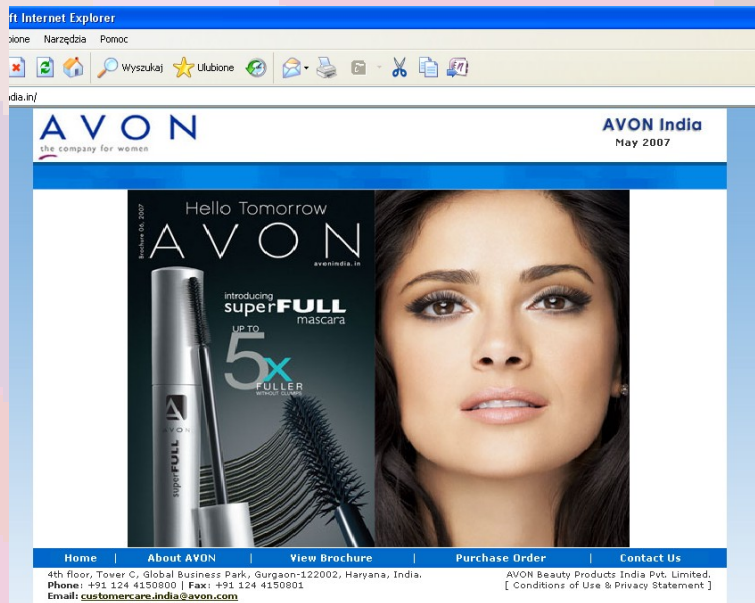 ft Internet Explorer
Narzędzia Pomoc
Wyszukaj Ulubione
dia.in/
AVON
the company for women
AVON India
May 2007
Brochure 06, 2007
Hello Tomorrow
AVON
avonindia.in
introducing
superFULL
mascara
UP TO
5x
FULLER
WITHOUT CLUMPS
A
AVON
superFULL
Home | About AVON | View Brochure | Purchase Order | Contact Us
4th floor, Tower C, Global Business Park, Gurgaon-122002, Haryana, India.
Phone: +91 124 4150800 | Fax: +91 124 4150801
Email: customercare.india@avon.com
AVON Beauty Products India Pvt. Limited.
[ Conditions of Use & Privacy Statement ]